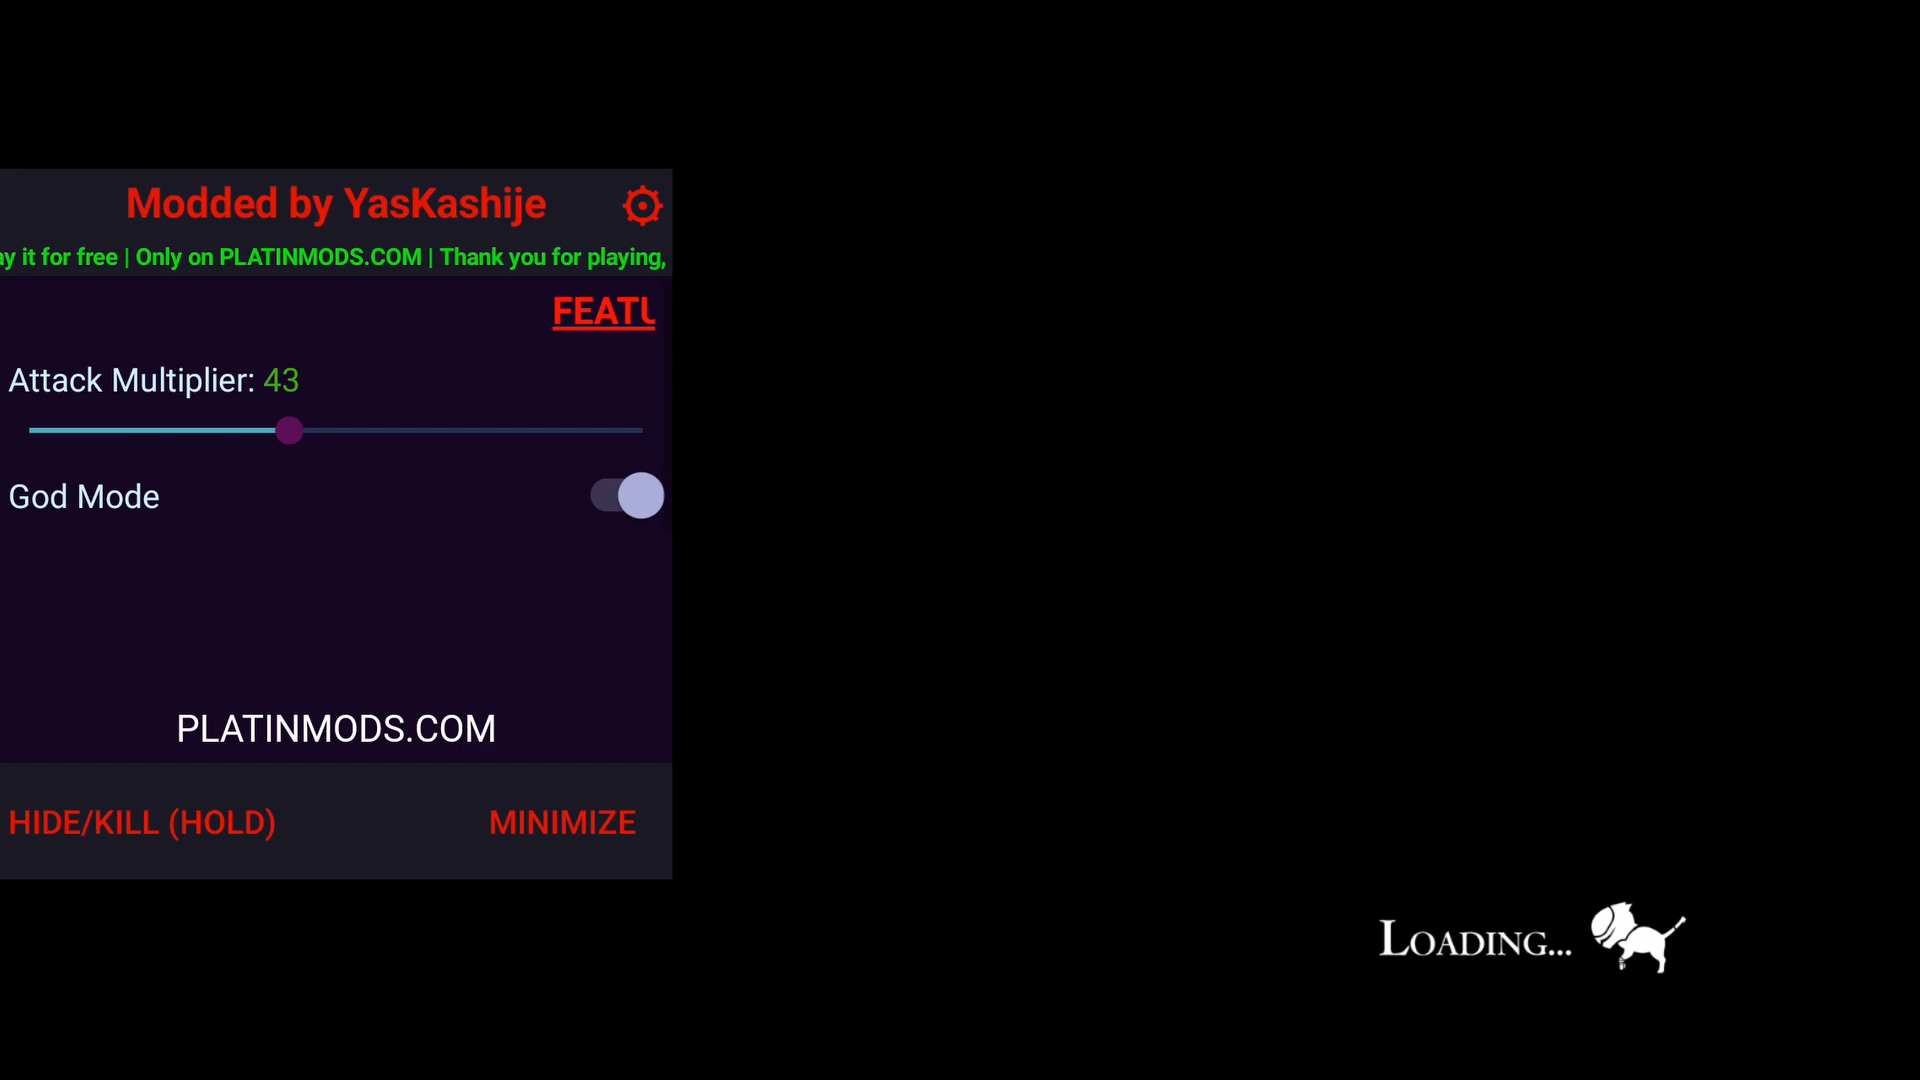 Modded by YasKashije
ay it for free | Only on PLATINMODS.COM | Thank you for playing,
FEATU
Attack Multiplier: 43
God Mode
PLATINMODS.COM
HIDE/KILL (HOLD)
MINIMIZE
LOADING...